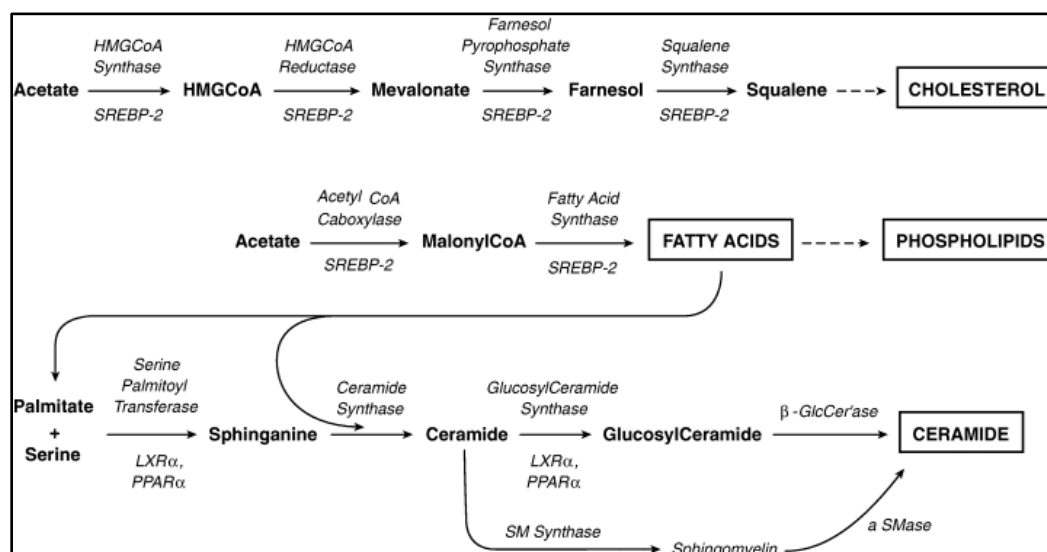 HMGCoA
Synthase
HMGCoA
Reductase
Farnesol
Pyrophosphate
Synthase
Squalene
Synthase
Acetate
HMGCoA
Mevalonate
Farnesol
Squalene
CHOLESTEROL
SREBP-2
SREBP-2
SREBP-2
SREBP-2
Acetyl CoA
Caboxylase
Fatty Acid
Synthase
Acetate
MalonylCoA
FATTY ACIDS
PHOSPHOLIPIDS
SREBP-2
SREBP-2
Serine
Palmitoyl
Transferase
Ceramide
Synthase
GlucosylCeramide
Synthase
β-GlcCer'ase
Palmitate
+
Serine
Sphinganine
Ceramide
GlucosylCeramide
CERAMIDE
LXRα,
PPARα
LXRα,
PPARα
SM Synthase
a SMase
Sphingomyelin